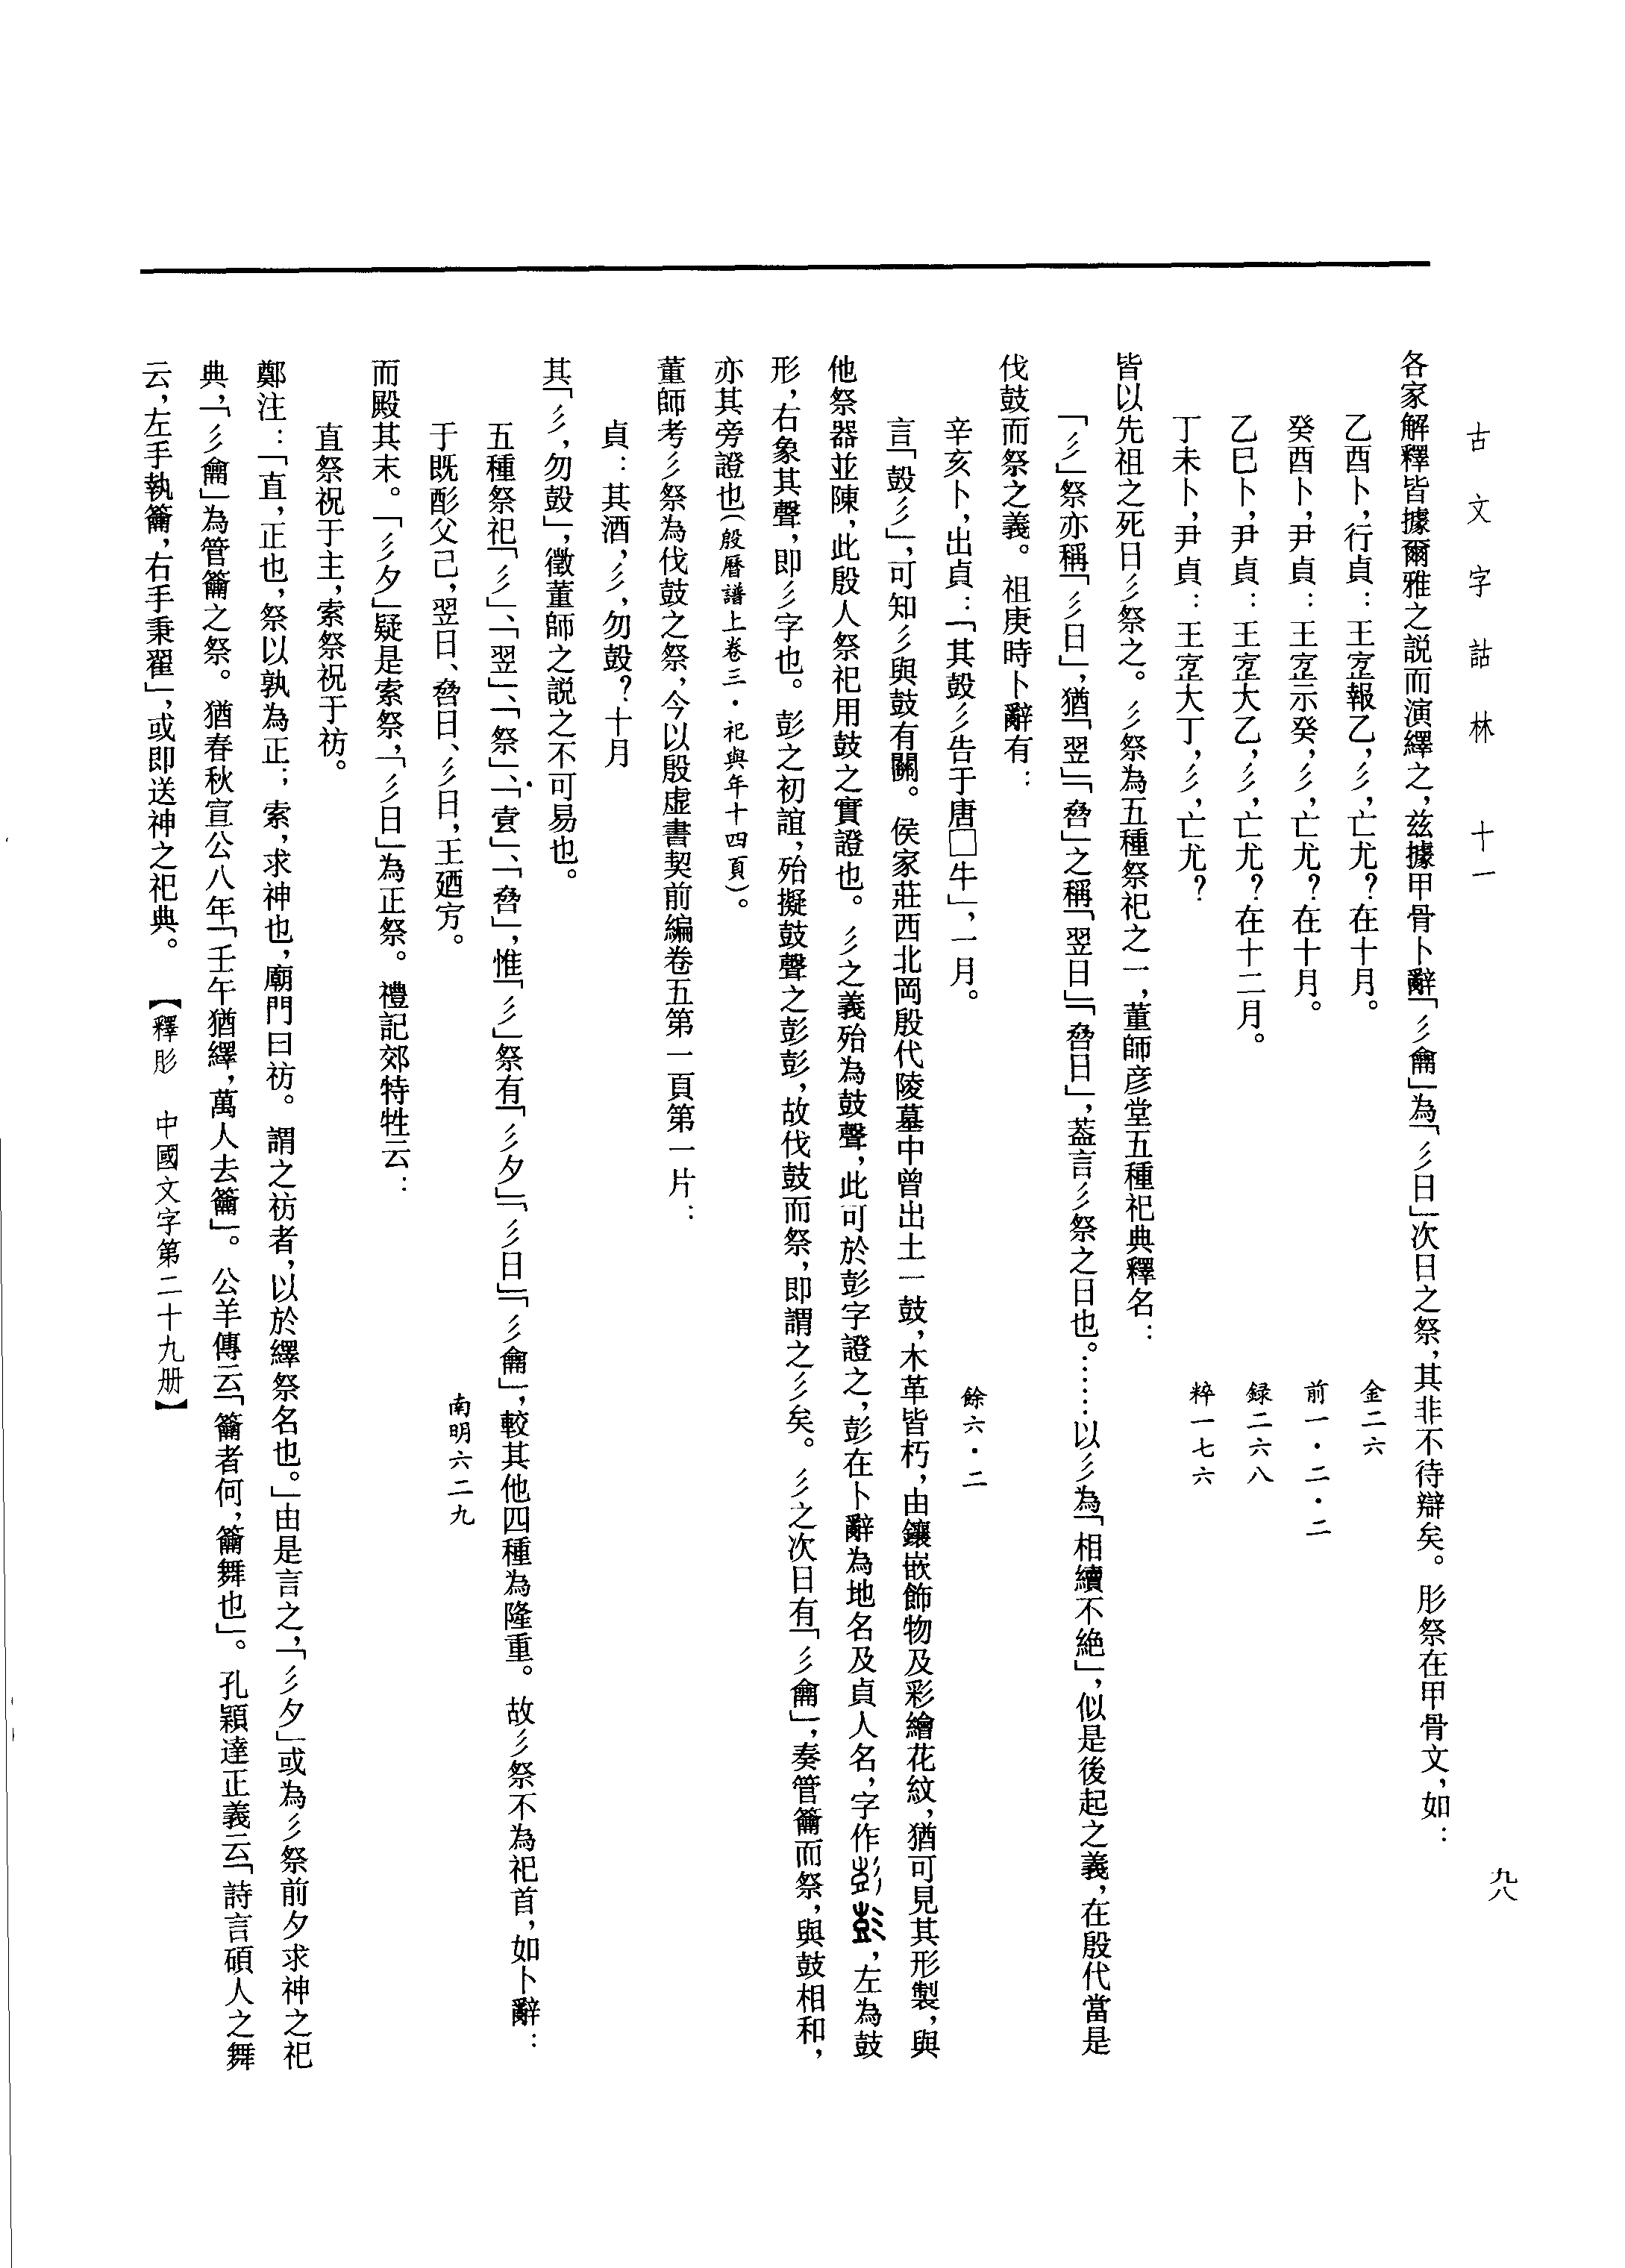 古文字詁林　十一
九八
各家解釋皆據爾雅之説而演繹之，兹據甲骨卜辭「彡龠」為「彡日」次日之祭，其非不待辯矣。肜祭在甲骨文，如：
乙酉卜，行貞：王㝎報乙，彡，亡尤？在十月。　金二六
癸酉卜，尹貞：王㝎示癸，彡，亡尤？在十月。　前一・二・二
乙巳卜，尹貞：王㝎大乙，彡，亡尤？在十二月。　録二六八
丁未卜，尹貞：王㝎大丁，彡，亡尤？　粹一七六
皆以先祖之死日彡祭之。彡祭為五種祭祀之一，董師彦堂五種祀典釋名：
「彡」祭亦稱「彡日」，猶「翌」「㕢」之稱「翌日」「㕢日」，蓋言彡祭之日也。……以彡為「相續不絶」，似是後起之義，在殷代當是
伐鼓而祭之義。祖庚時卜辭有：
辛亥卜，出貞：「其鼓彡告于唐□牛」，一月。　餘六・二
言「鼓彡」，可知彡與鼓有關。侯家莊西北岡殷代陵墓中曾出土一鼓，木革皆朽，由鑲嵌飾物及彩繪花紋，猶可見其形製，與
他祭器並陳，此殷人祭祀用鼓之實證也。彡之義殆為鼓聲，此可於彭字證之，彭在卜辭為地名及貞人名，字作，左為鼓
形，右象其聲，即彡字也。彭之初誼，殆擬鼓聲之彭彭，故伐鼓而祭，即謂之彡矣。彡之次日有「彡龠」，奏管籥而祭，與鼓相和，
亦其旁證也（殷曆譜上卷三・祀與年十四頁）。
董師考彡祭為伐鼓之祭，今以殷虚書契前編卷五第一頁第一片：
貞：其酒，彡，勿鼓？十月
其「彡，勿鼓」，徵董師之説之不可易也。
五種祭祀「彡」、「翌」、「祭」、「壴」、「㕢」，惟「彡」祭有「彡夕」「彡日」「彡龠」，較其他四種為隆重。故彡祭不為祀首，如卜辭：
于既酌父己，翌日、㕢日、彡日，王廼㝑。　南明六二九
而殿其末。「彡夕」疑是索祭，「彡日」為正祭。禮記郊特牲云：
直祭祝于主，索祭祝于祊。
鄭注：「直，正也，祭以孰為正；索，求神也，廟門曰祊。謂之祊者，以於繹祭名也。」由是言之，「彡夕」或為彡祭前夕求神之祀
典，「彡龠」為管籥之祭。猶春秋宣公八年「壬午猶繹，萬人去籥」。公羊傳云「籥者何，籥舞也」。孔穎達正義云「詩言碩人之舞
云，左手執籥，右手秉翟」，或即送神之祀典。　【釋肜　中國文字第二十九册】